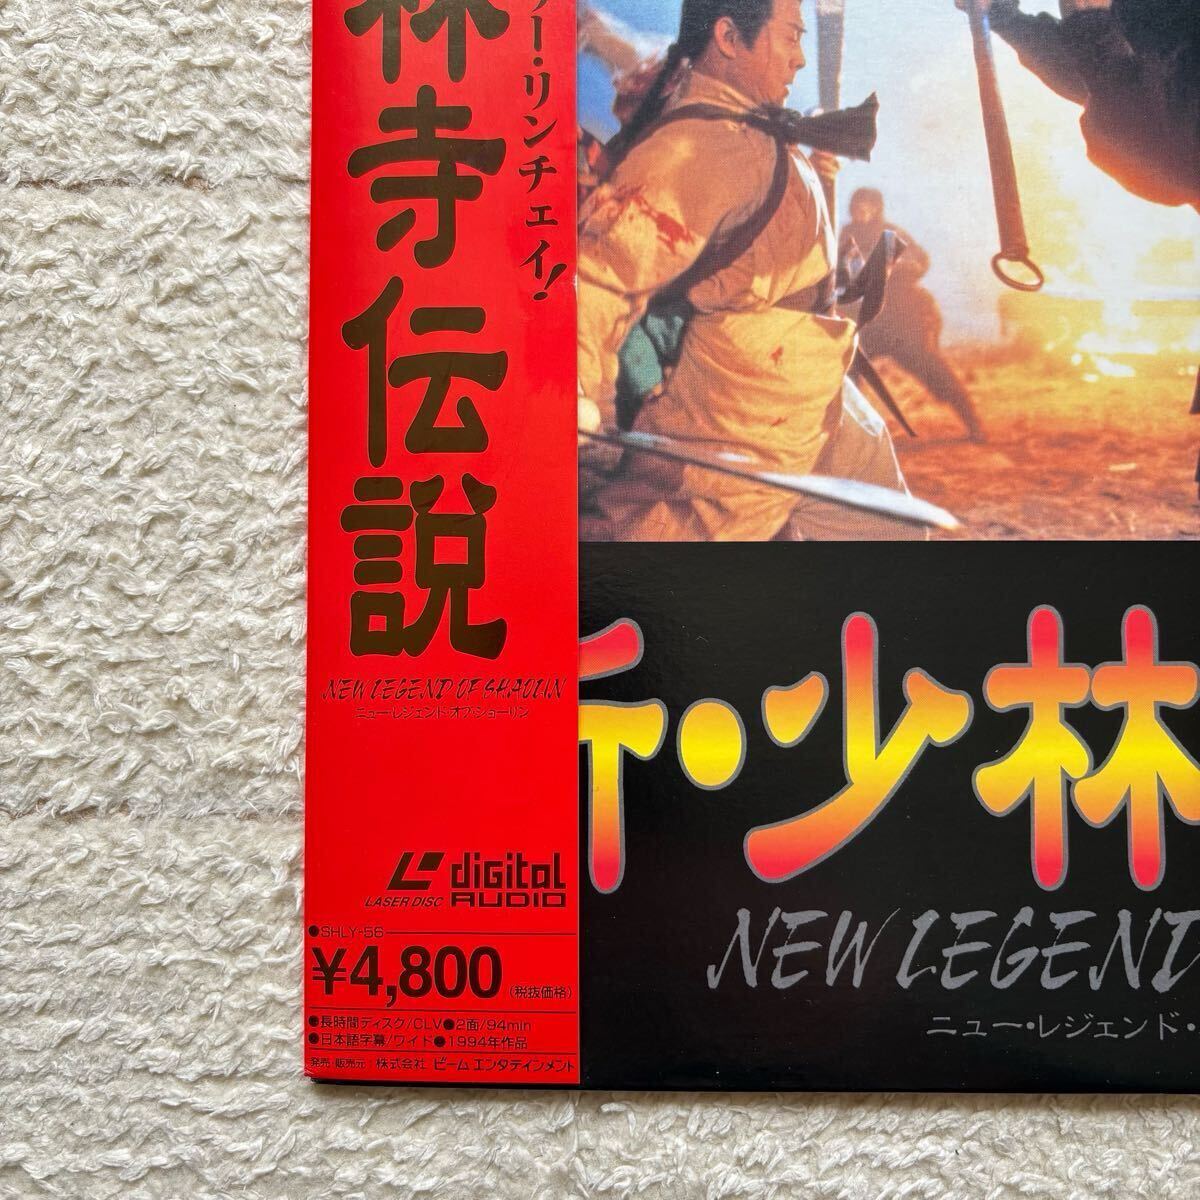 ー・リンチェイ!
林寺伝説
NEW LEGEND OF SHAOLIN
ニュー・レジェンド・オブ・ショーリン
LASER DISC
digital AUDIO
●SHLY-56
¥4,800(税抜価格)
●長時間ディスク/CLV●2面/94min
●日本語字幕/ワイド●1994年作品
発売・販売元:株式会社 ビームエンタテインメント
・少林
NEW LEGEND
ニュー・レジェンド・